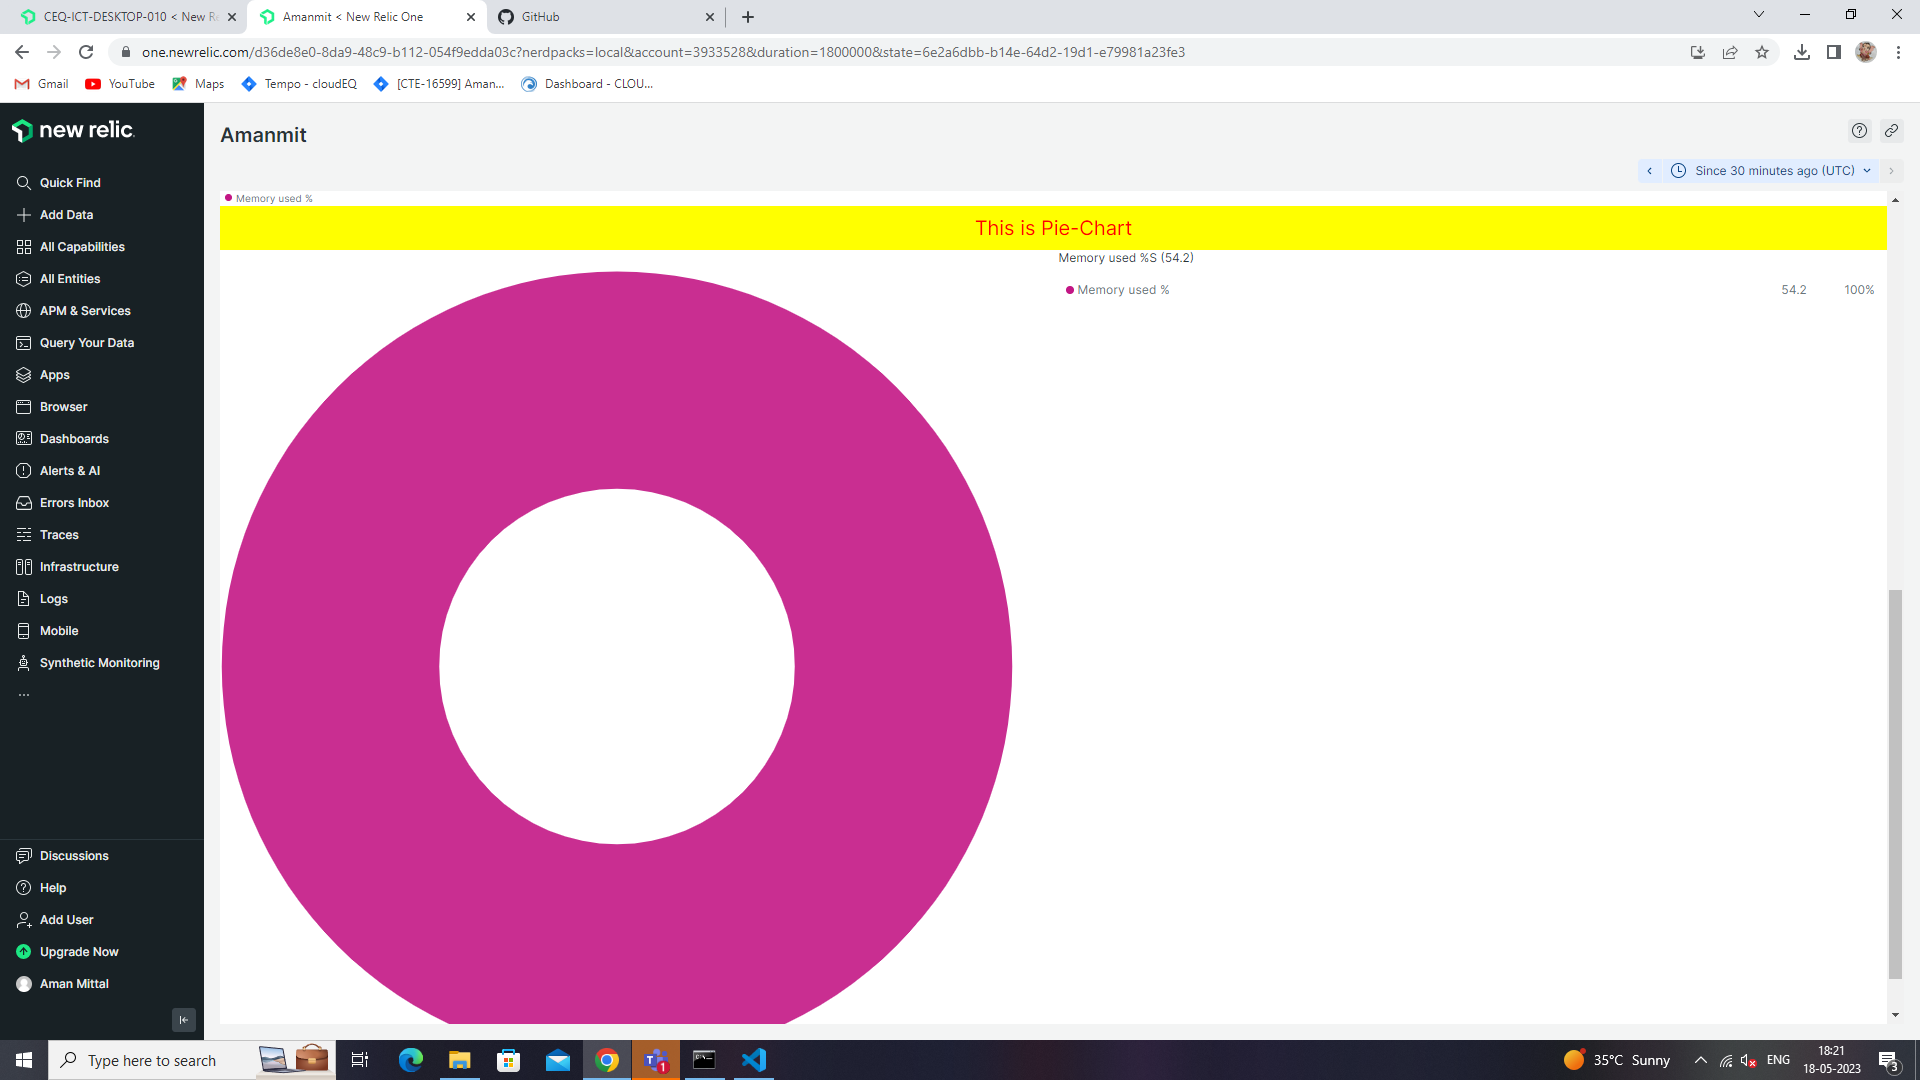 CEQ-ICT-DESKTOP-010 < New Re
Amanmit < New Relic One
GitHub
one.newrelic.com/d36de8e0-8da9-48c9-b112-054f9edda03c?nerdpacks=local&account=3933528&duration=1800000&state=6e2a6dbb-b14e-64d2-19d1-e79981a23fe3
Gmail
YouTube
Maps
Tempo - cloudEQ
[CTE-16599] Aman...
Dashboard - CLOU...
new relic
Quick Find
Add Data
All Capabilities
All Entities
APM & Services
Query Your Data
Apps
Browser
Dashboards
Alerts & AI
Errors Inbox
Traces
Infrastructure
Logs
Mobile
Synthetic Monitoring
...
Discussions
Help
Add User
Upgrade Now
Aman Mittal
Amanmit
Since 30 minutes ago (UTC)
Memory used %
This is Pie-Chart
Memory used %S (54.2)
Memory used % 54.2 100%
Type here to search
1
35°C Sunny
ENG
18:21
18-05-2023
3